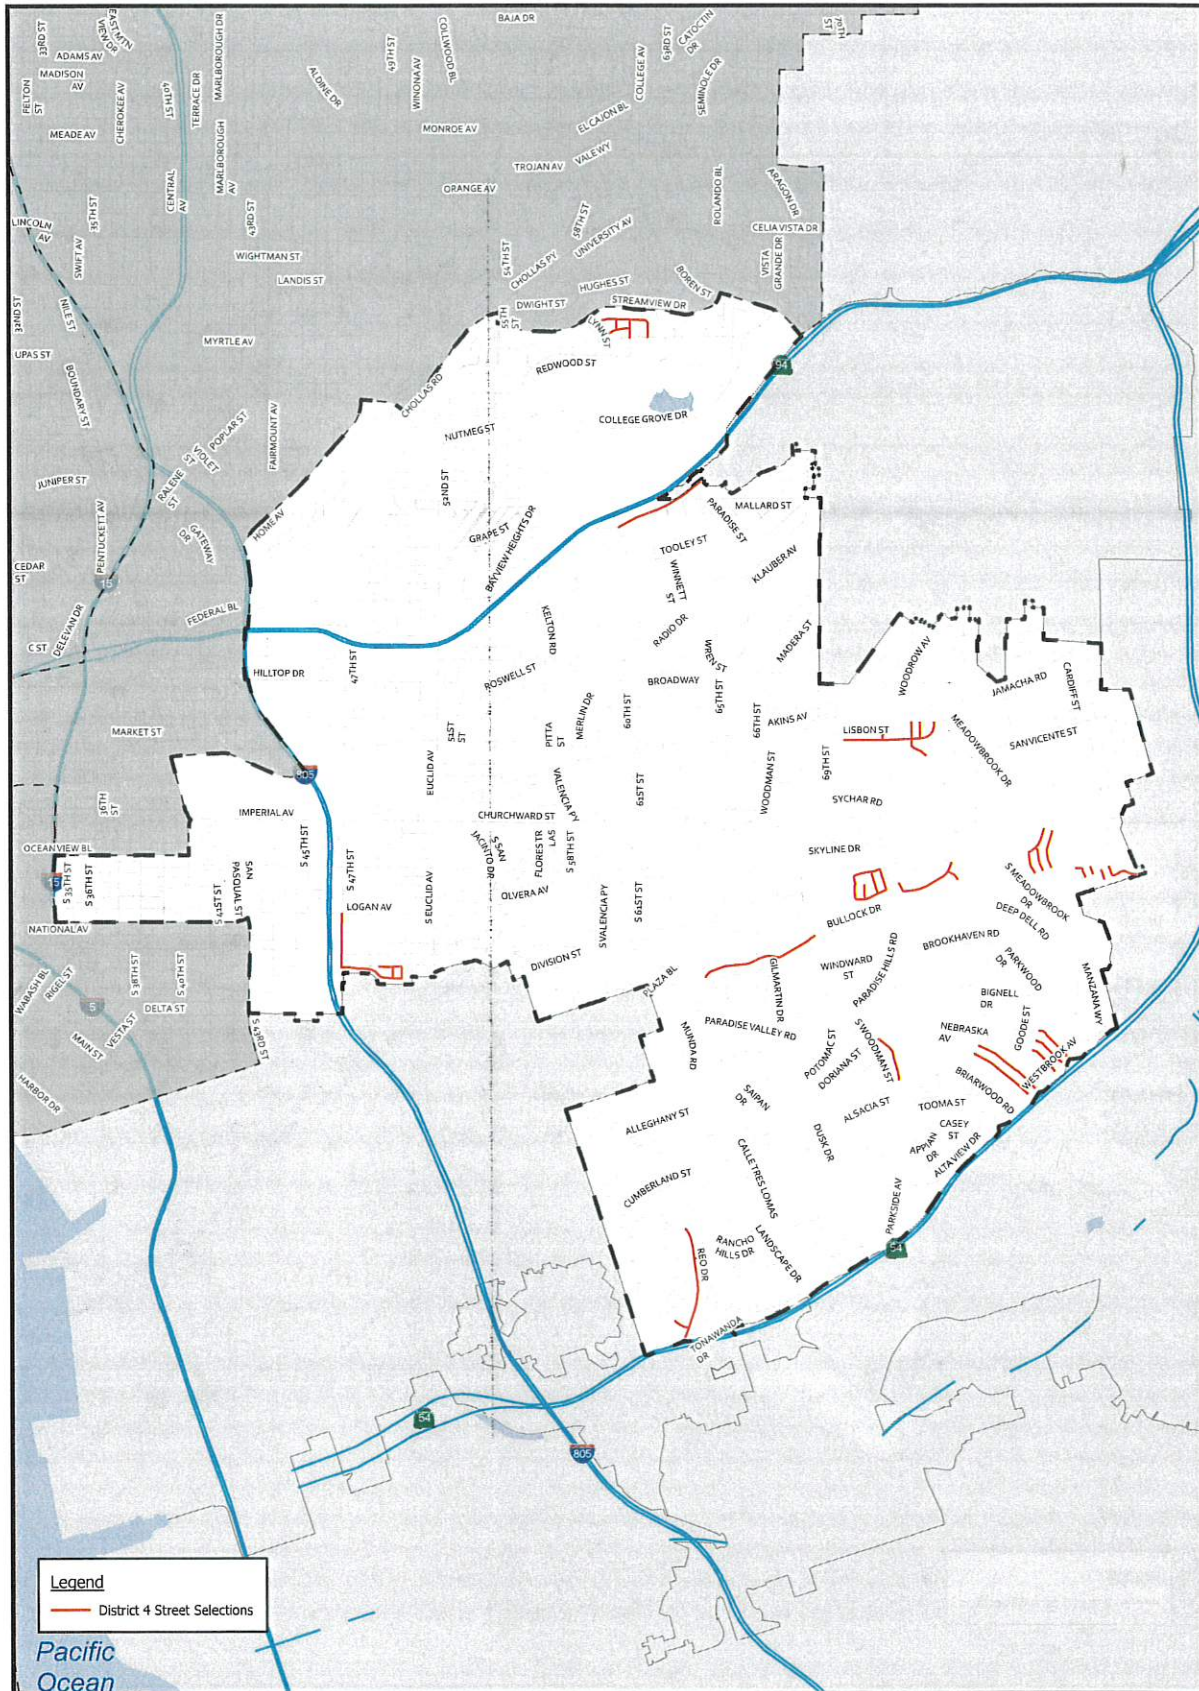 33RD ST
EAST MTN
VIEW DR
ADAMS AV
MADISON
AV
FELTON
ST
MEADE AV
CHEROKEE AV
40TH ST
TERRACE DR
MARLBOROUGH DR
MARLBOROUGH
AV
CENTRAL
AV
ALDINE DR
49TH ST
WINONA AV
COLLWOOD BL
BAJA DR
MONROE AV
COLLEGE AV
63RD ST
CATOCTIN
DR
SEMINOLE DR
70TH
ST
EL CAJON BL
VALE WY
TROJAN AV
ORANGE AV
ROLANDO BL
ARAGON DR
CELIA VISTA DR
VISTA
GRANDE DR
58TH ST
UNIVERSITY AV
54TH ST
CHOLLAS PY
HUGHES ST
BOREN ST
DWIGHT ST
STREAMVIEW DR
55TH
ST
LYNN ST
LINCOLN
AV
SWIFT AV
35TH ST
43RD ST
WIGHTMAN ST
LANDIS ST
32ND ST
NILE ST
UPAS ST
MYRTLE AV
BOUNDARY ST
REDWOOD ST
94
CHOLLAS RD
COLLEGE GROVE DR
NUTMEG ST
FAIRMOUNT AV
POPLAR ST
VIOLET
ST
RALENE
ST
JUNIPER ST
52ND ST
PENTUCKETT AV
GATEWAY
DR
HOME AV
GRAPE ST
BAYVIEW HEIGHTS DR
PARADISE ST
MALLARD ST
TOOLEY ST
KLAUBER AV
WINNETT
ST
CEDAR
ST
15
DELEVAN DR
FEDERAL BL
C ST
KELTON RD
RADIO DR
WREN ST
MADERA ST
WOODROW AV
HILLTOP DR
47TH ST
ROSWELL ST
BROADWAY
JAMACHA RD
CARDIFF ST
MERLIN DR
60TH ST
65TH ST
66TH ST
AKINS AV
LISBON ST
MEADOWBROOK DR
SAN VICENTE ST
MARKET ST
51ST
ST
PITTA
ST
69TH ST
805
EUCLID AV
VALENCIA PY
61ST ST
WOODMAN ST
SYCHAR RD
36TH
ST
IMPERIAL AV
CHURCHWARD ST
S 45TH ST
S SAN
JACINTO DR
LAS
FLORES TR
S 58TH ST
SKYLINE DR
OCEAN VIEW BL
15
S 35TH ST
S 36TH ST
SAN
PASQUAL ST
S 41ST ST
S 47TH ST
LOGAN AV
S EUCLID AV
OLVERA AV
S VALENCIA PY
S 61ST ST
BULLOCK DR
S MEADOWBROOK
DR
DEEP DELL RD
NATIONAL AV
BROOKHAVEN RD
DIVISION ST
WINDWARD
ST
PARADISE HILLS RD
PARKWOOD
DR
WABASH BL
RIGEL ST
S 38TH ST
S 40TH ST
PLAZA BL
GILMARTIN DR
BIGNELL
DR
MANZANA WY
5
DELTA ST
VESTA ST
MAIN ST
S 43RD ST
PARADISE VALLEY RD
MUNDA RD
POTOMAC ST
DORIANA ST
S WOODMAN ST
NEBRASKA
AV
GOODE ST
WESTBROOK AV
BRIARWOOD RD
HARBOR DR
SAIPAN
DR
ALSACIA ST
TOOMA ST
CASEY
ST
ALLEGHANY ST
DUSK DR
APPIAN
DR
ALTA VIEW DR
CUMBERLAND ST
CALLE TRES LOMAS
PARKSIDE AV
54
RANCHO
HILLS DR
REO DR
LANDSCAPE DR
TONAWANDA
DR
54
805
Legend
District 4 Street Selections
Pacific
Ocean